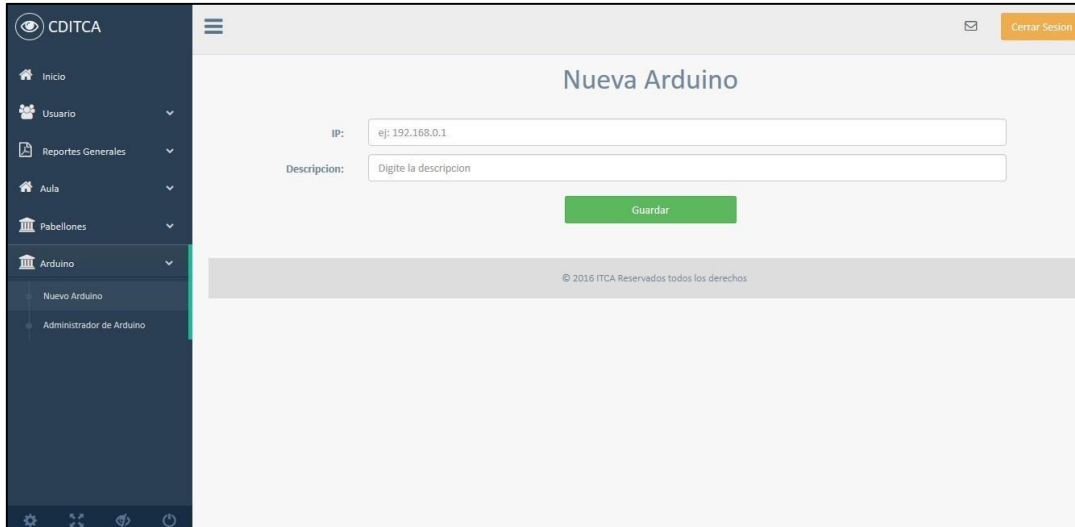 CDITCA
Cerrar Sesion
Inicio
Usuario
Reportes Generales
Aula
Pabellones
Arduino
Nuevo Arduino
Administrador de Arduino
Nueva Arduino
IP:
ej: 192.168.0.1
Descripcion:
Digite la descripcion
Guardar
© 2016 ITCA Reservados todos los derechos